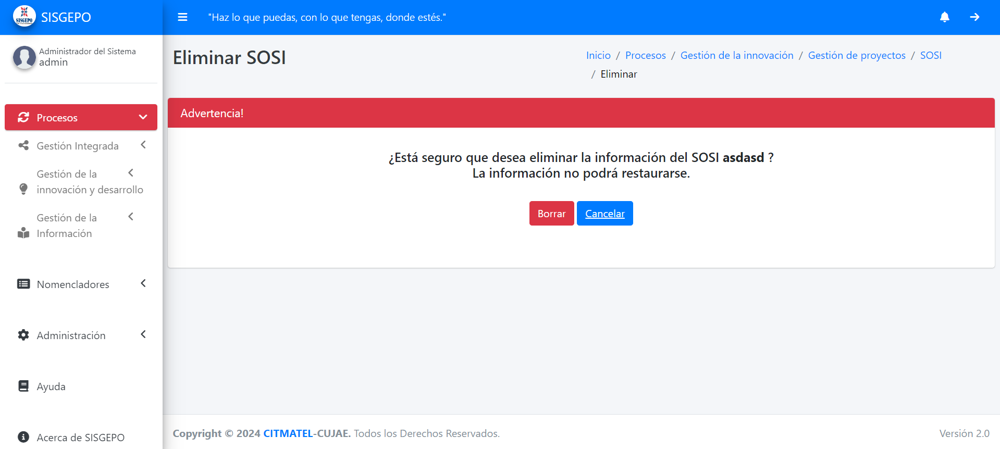 SISGEPO
SISGEPO
"Haz lo que puedas, con lo que tengas, donde estés."
Administrador del Sistema
admin
Procesos
Gestión Integrada
Gestión de la
innovación y desarrollo
Gestión de la
Información
Nomencladores
Administración
Ayuda
Acerca de SISGEPO
Eliminar SOSI
Inicio / Procesos / Gestión de la innovación / Gestión de proyectos / SOSI
/ Eliminar
Advertencia!
¿Está seguro que desea eliminar la información del SOSI asdasd ?
La información no podrá restaurarse.
Borrar Cancelar
Copyright © 2024 CITMATEL-CUJAE. Todos los Derechos Reservados.
Versión 2.0